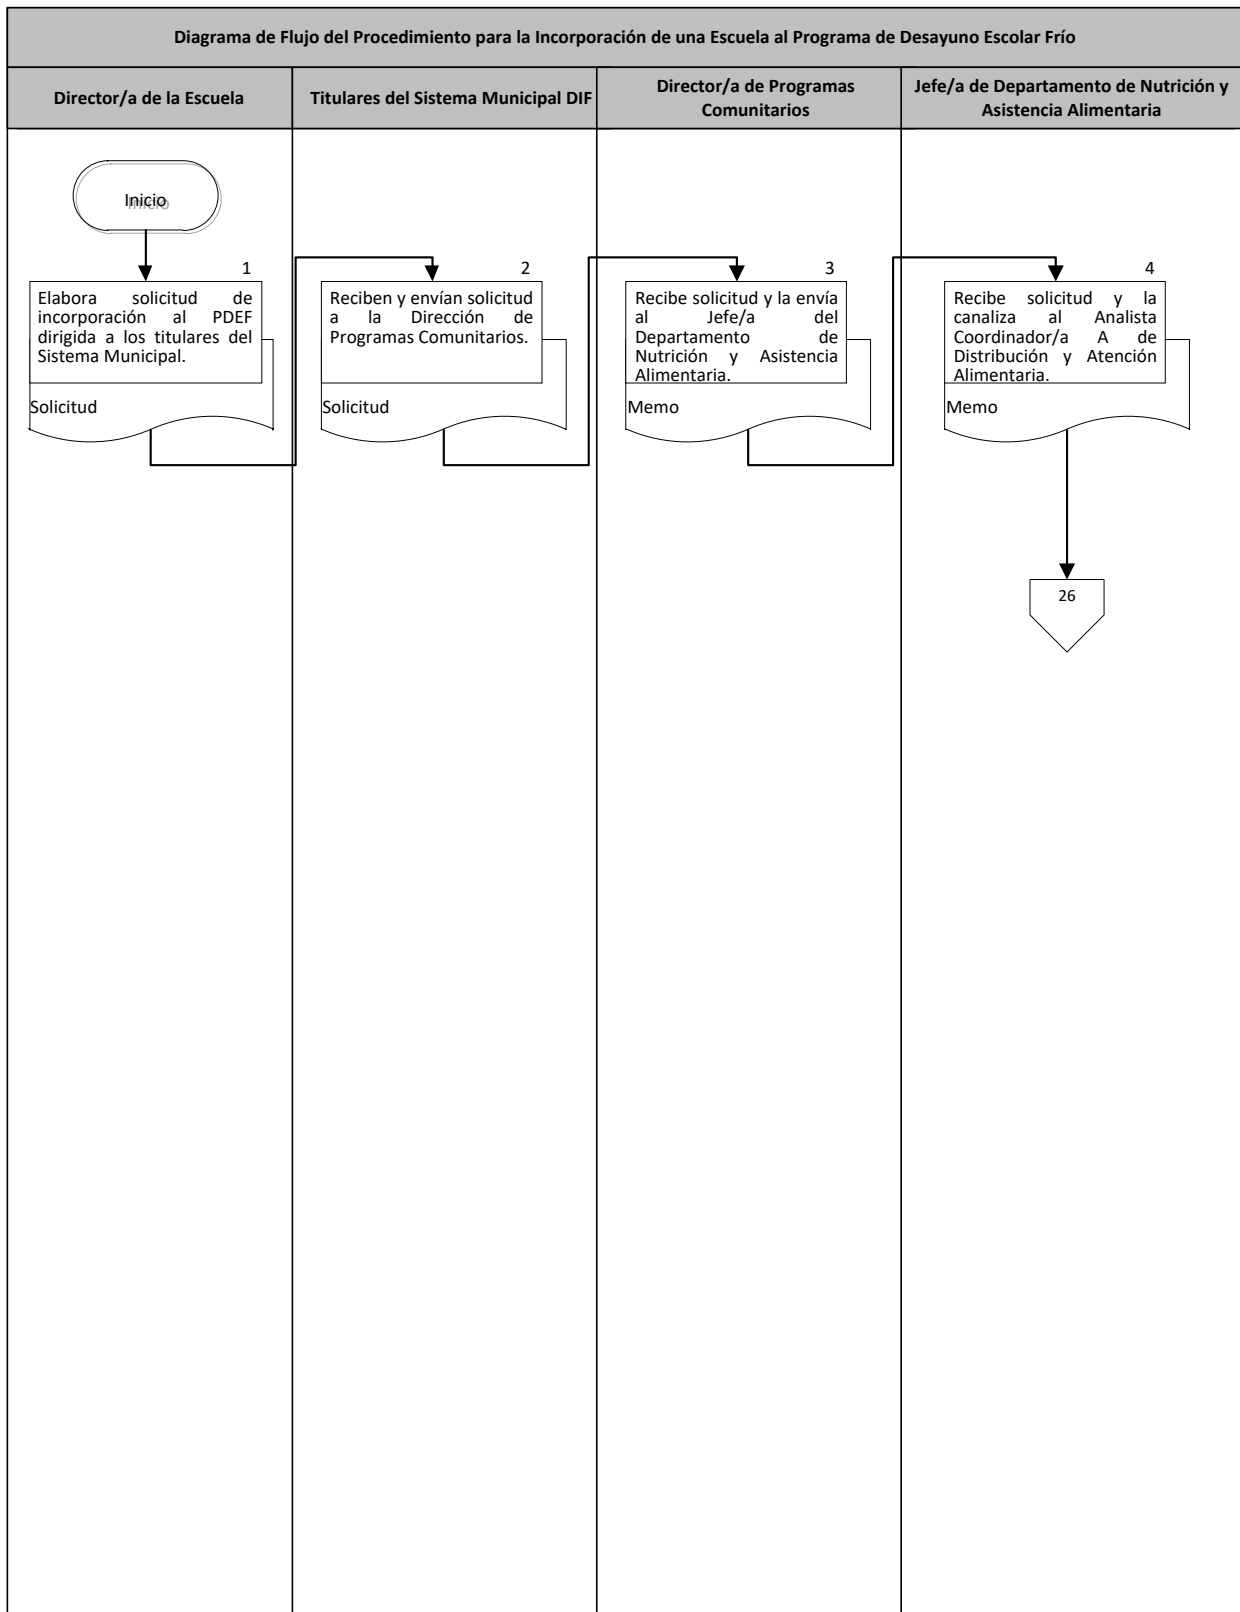 Diagrama de Flujo del Procedimiento para la Incorporación de una Escuela al Programa de Desayuno Escolar Frío
Director/a de la Escuela
Titulares del Sistema Municipal DIF
Director/a de Programas
Comunitarios
Jefe/a de Departamento de Nutrición y
Asistencia Alimentaria
Inicio
1
Elabora solicitud de
incorporación al PDEF
dirigida a los titulares del
Sistema Municipal.
Solicitud
2
Reciben y envían solicitud
a la Dirección de
Programas Comunitarios.
Solicitud
3
Recibe solicitud y la envía
al Jefe/a del
Departamento de
Nutrición y Asistencia
Alimentaria.
Memo
4
Recibe solicitud y la
canaliza al Analista
Coordinador/a A de
Distribución y Atención
Alimentaria.
Memo
26